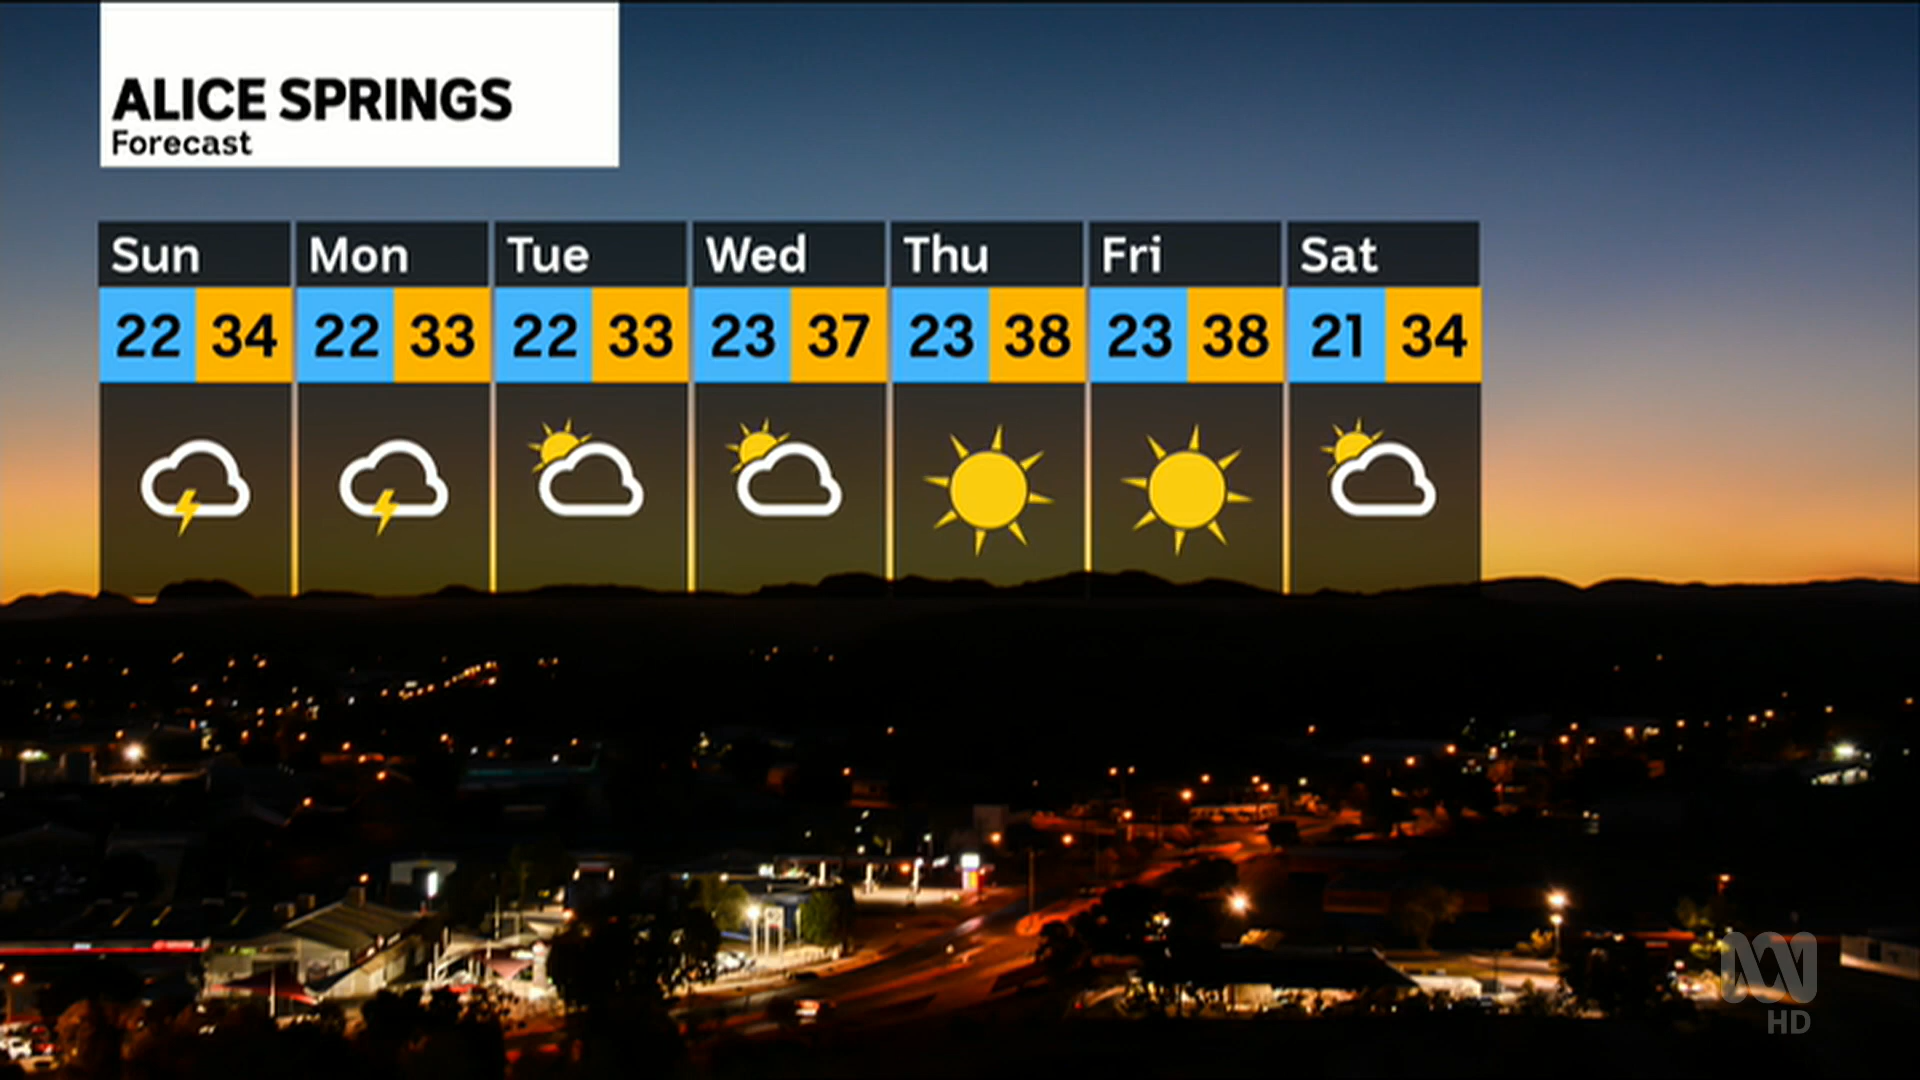 ALICE SPRINGS
Forecast
Sun Mon Tue Wed Thu Fri Sat
22 34 22 33 22 33 23 37 23 38 23 38 21 34
HD